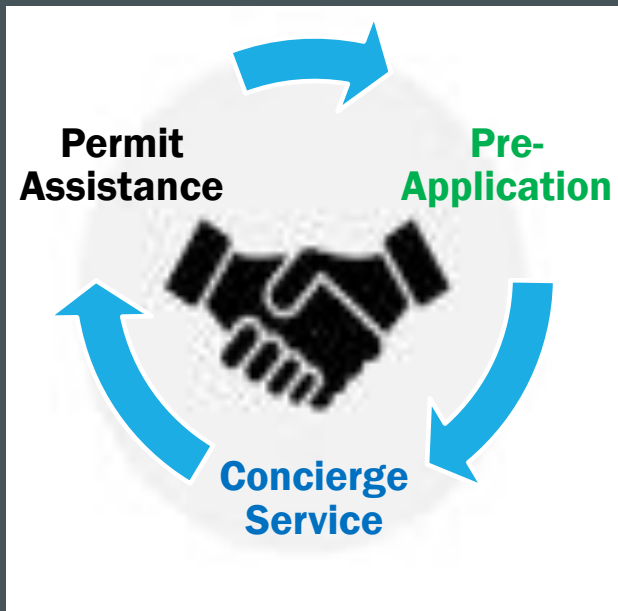 Permit
Assistance
Pre-
Application
Concierge
Service